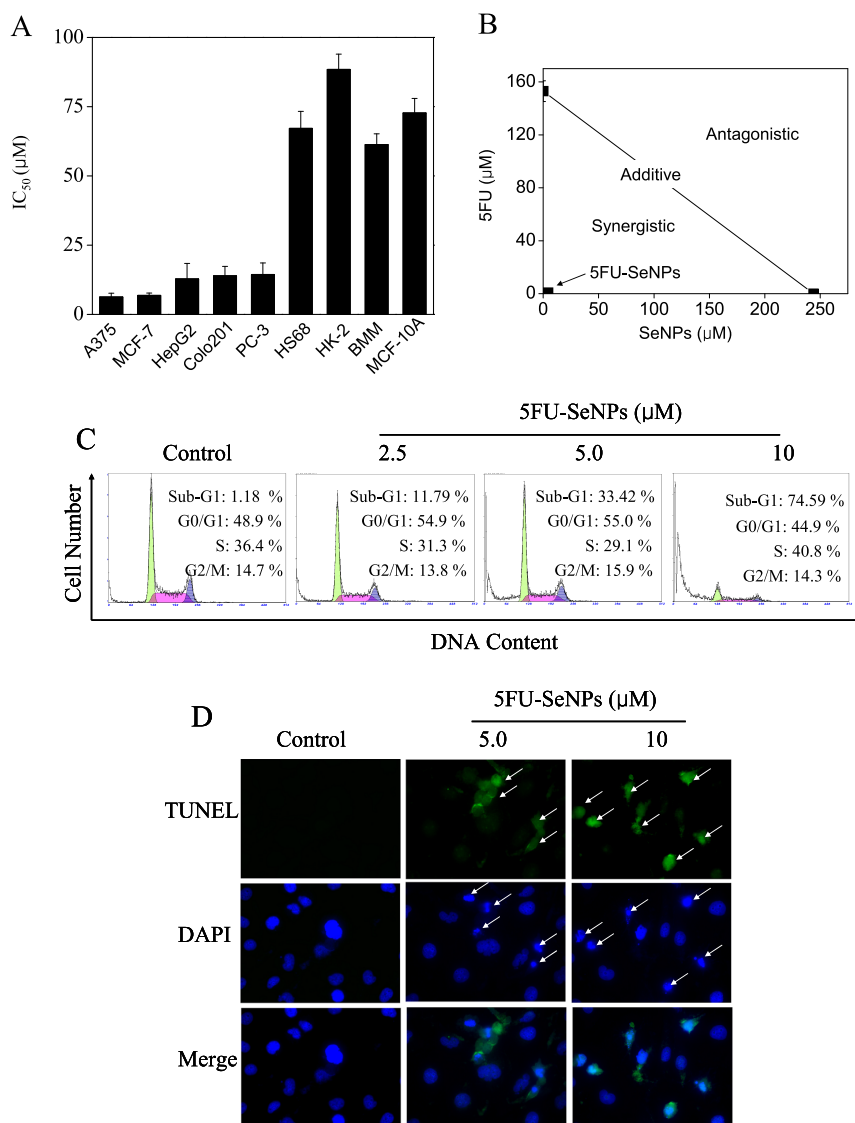 A
IC50 (μM)
100
75
50
25
0
A375
MCF-7
HepG2
Colo201
PC-3
HS68
HK-2
BMM
MCF-10A
B
5FU (μM)
160
120
80
40
0
Antagonistic
Additive
Synergistic
5FU-SeNPs
0 50 100 150 200 250
SeNPs (μM)
C
5FU-SeNPs (μM)
Control 2.5 5.0 10
Cell Number
Sub-G1: 1.18 %
G0/G1: 48.9 %
S: 36.4 %
G2/M: 14.7 %
Sub-G1: 11.79 %
G0/G1: 54.9 %
S: 31.3 %
G2/M: 13.8 %
Sub-G1: 33.42 %
G0/G1: 55.0 %
S: 29.1 %
G2/M: 15.9 %
Sub-G1: 74.59 %
G0/G1: 44.9 %
S: 40.8 %
G2/M: 14.3 %
DNA Content
D
5FU-SeNPs (μM)
Control 5.0 10
TUNEL
DAPI
Merge